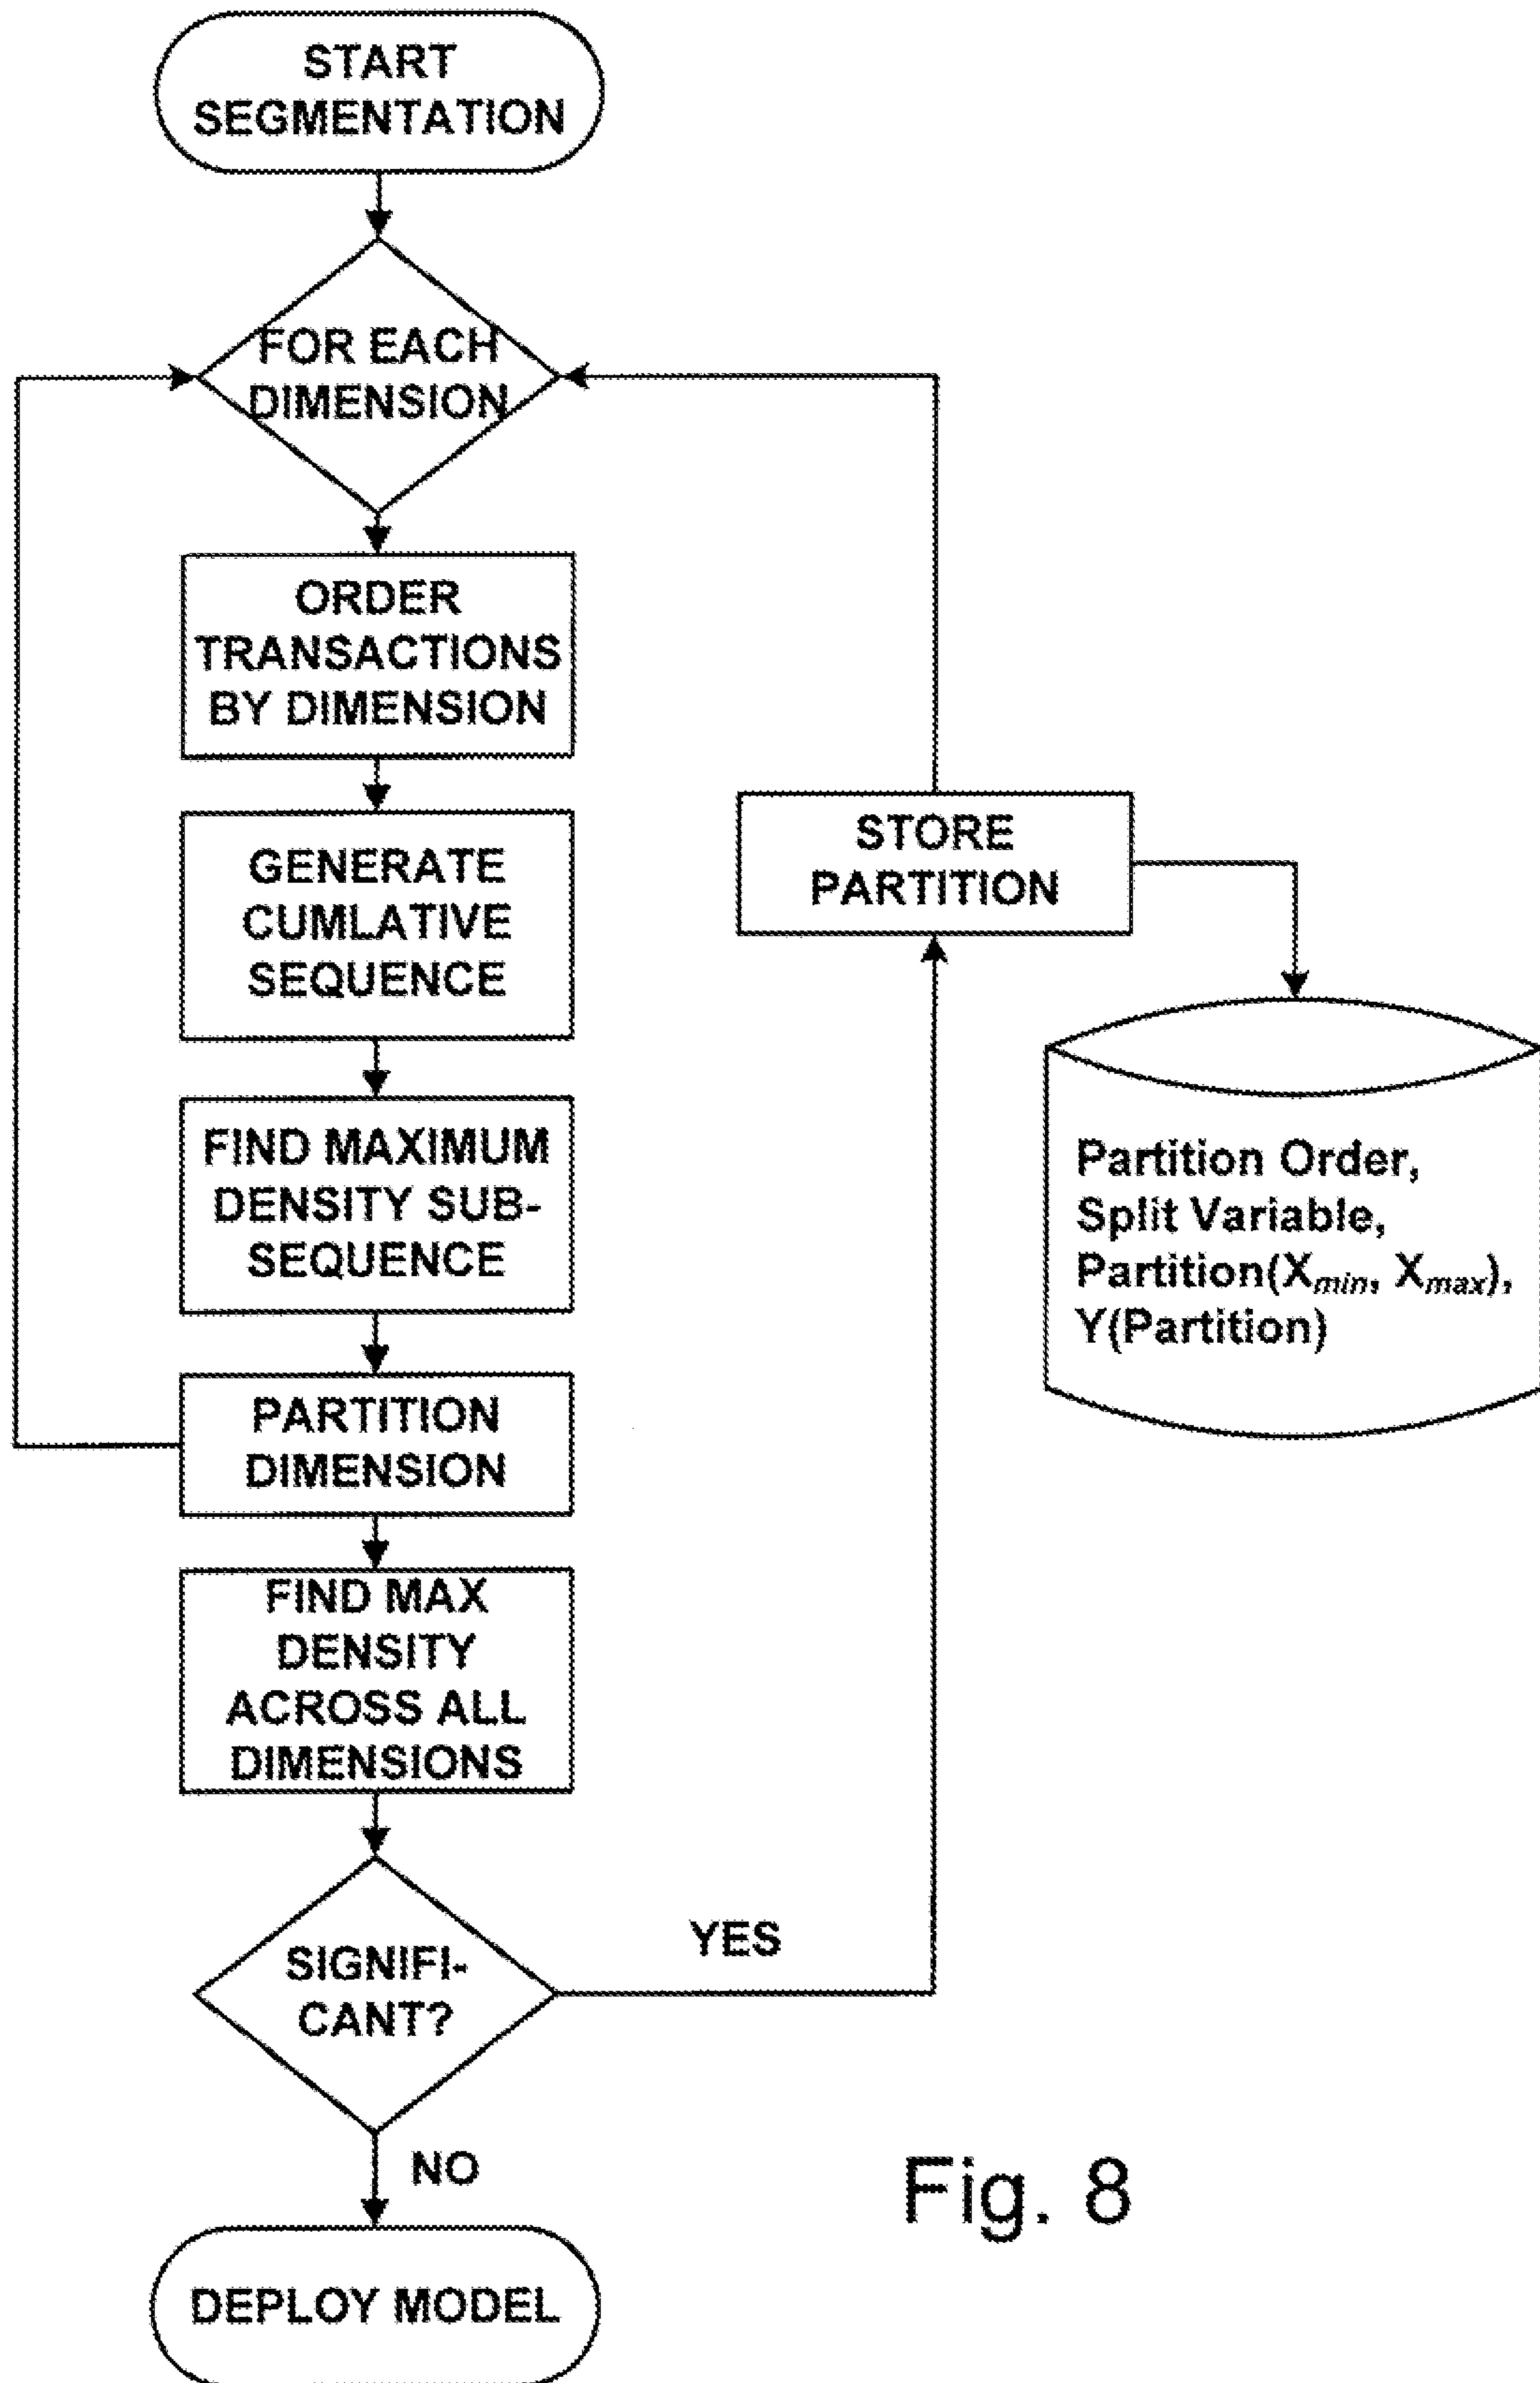 START
SEGMENTATION
FOR EACH
DIMENSION
ORDER
TRANSACTIONS
BY DIMENSION
GENERATE
CUMLATIVE
SEQUENCE
FIND MAXIMUM
DENSITY SUB-
SEQUENCE
PARTITION
DIMENSION
FIND MAX
DENSITY
ACROSS ALL
DIMENSIONS
SIGNIFI-
CANT?
YES
NO
DEPLOY MODEL
STORE
PARTITION
Partition Order,
Split Variable,
Partition(Xmin, Xmax),
Y(Partition)
Fig. 8